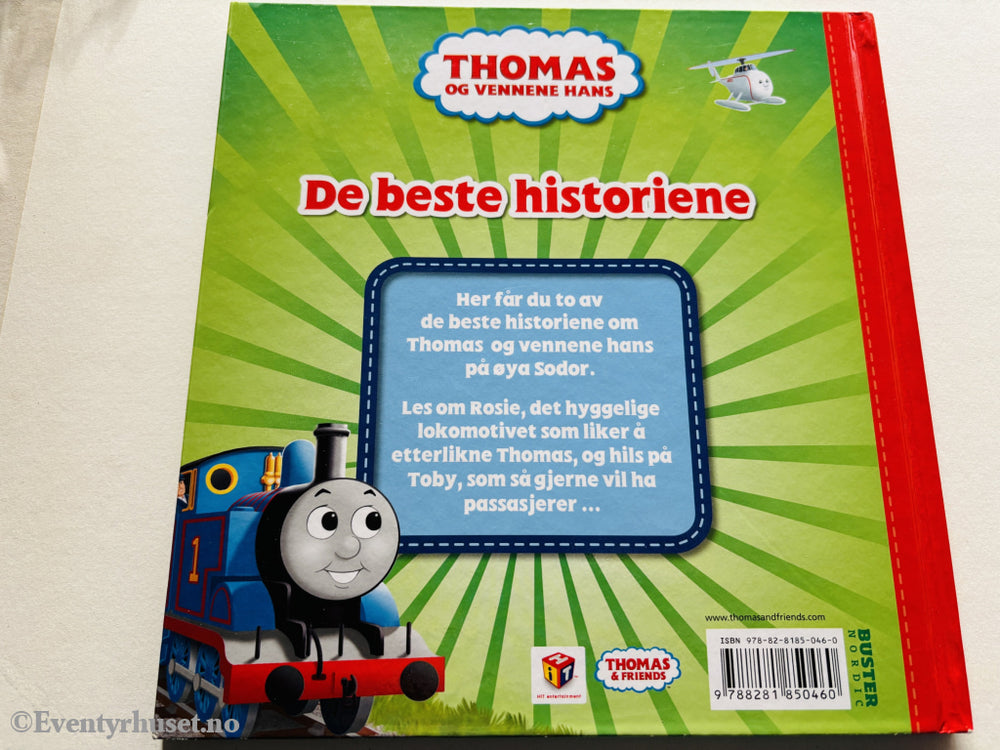 THOMAS
OG VENNENE HANS
De beste historiene
Her får du to av
de beste historiene om
Thomas og vennene hans
på øya Sodor.
Les om Rosie, det hyggelige
lokomotivet som liker å
etterlikne Thomas, og hils på
Toby, som så gjerne vil ha
passasjerer ...
1
www.thomasandfriends.com
ISBN 978-82-8185-046-0
9 788281 850460
BUSTER
NORDIC
HiT
HIT entertainment
THOMAS
& FRIENDS
©Eventyrhuset.no